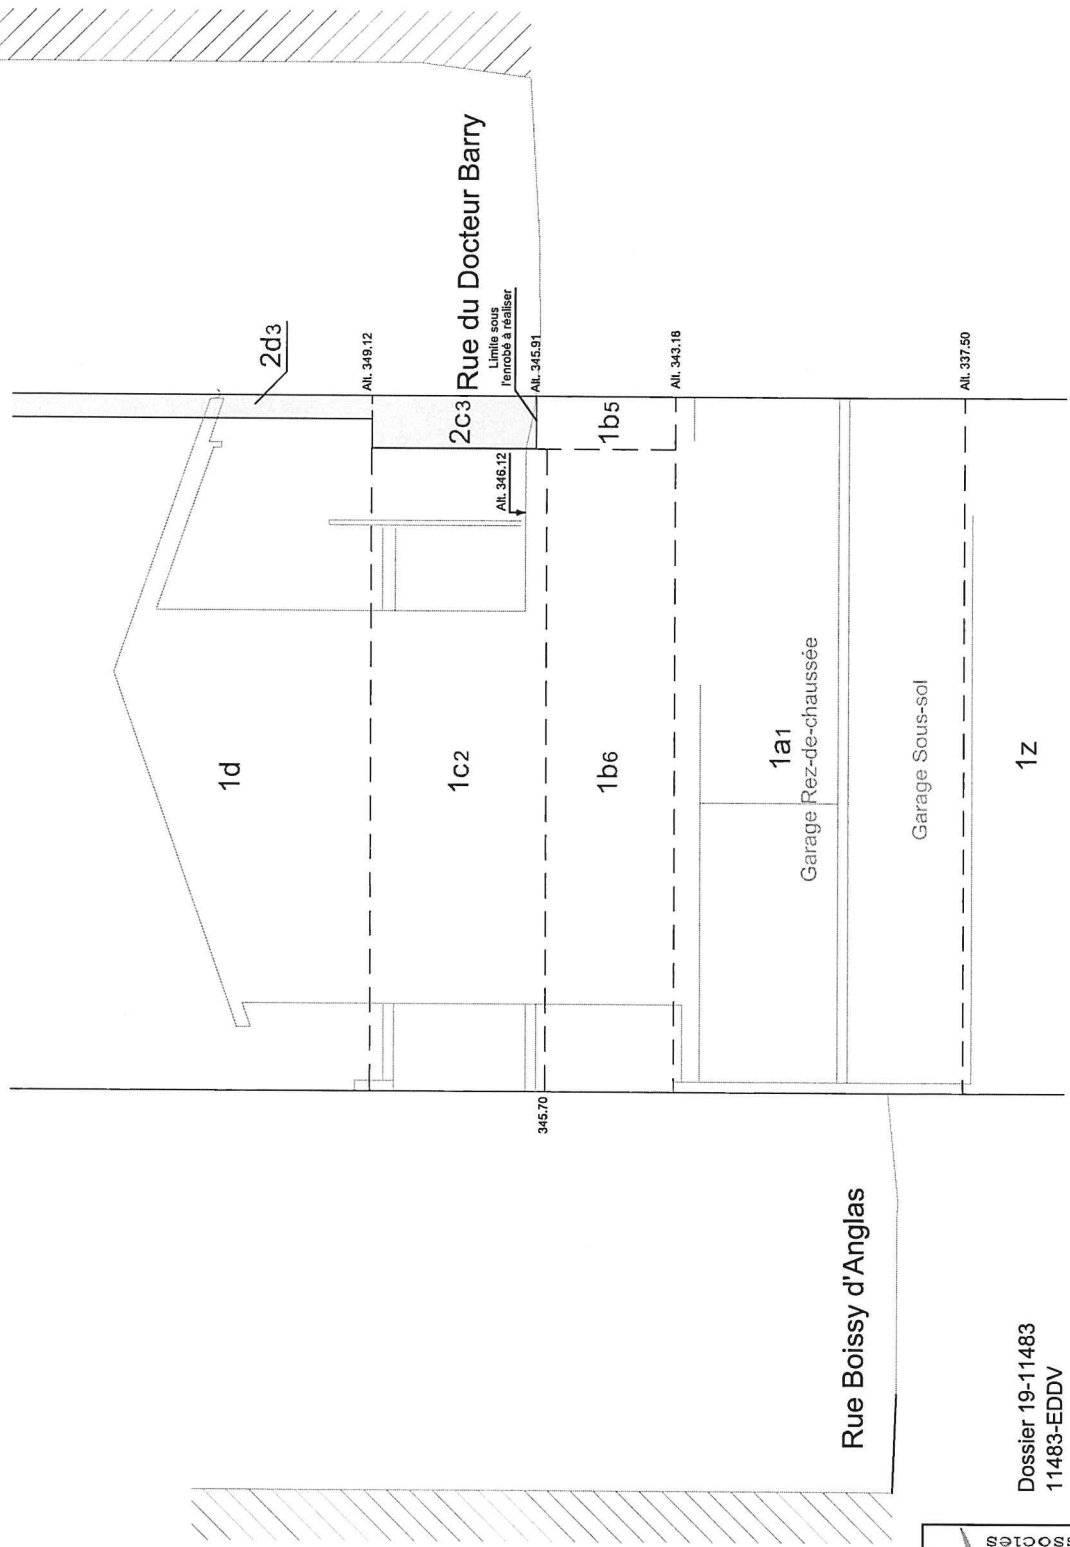 2d3
Alt. 349.12
Rue du Docteur Barry
Limite sous
l'enrobé à réaliser
2c3
Alt. 345.91
Alt. 346.12
1b5
Alt. 343.18
Alt. 337.50
1d
1c2
1b6
1a1
Garage Rez-de-chaussée
Garage Sous-sol
1z
345.70
Rue Boissy d'Anglas
Dossier 19-11483
11483-EDDV